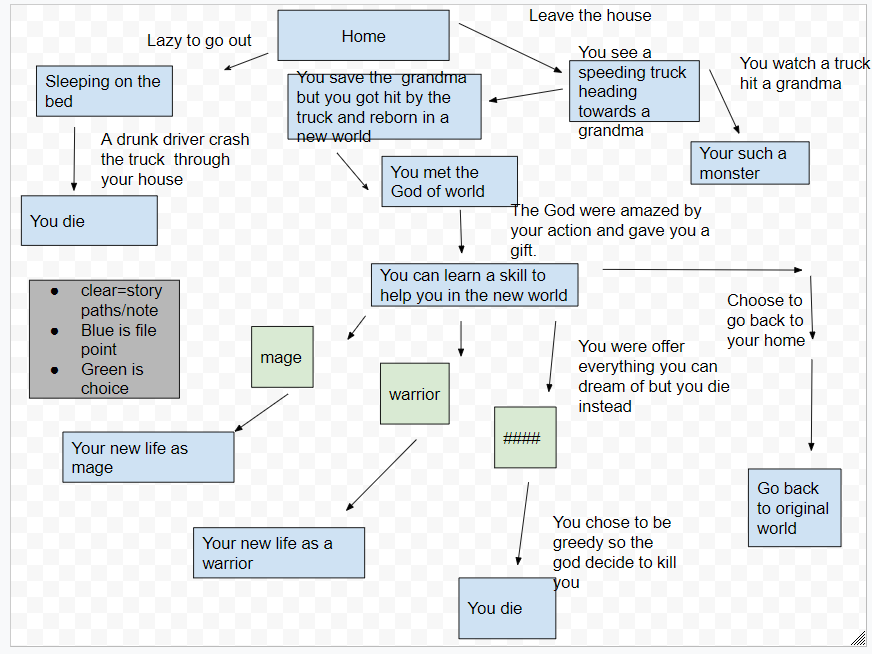 Leave the house
Home
Lazy to go out
You see a
speeding truck
heading
towards a
grandma
You watch a truck
hit a grandma
Sleeping on the
bed
You save the grandma
but you got hit by the
truck and reborn in a
new world
A drunk driver crash
the truck through
your house
Your such a
monster
You met the
God of world
You die
The God were amazed by
your action and gave you a
gift.
You can learn a skill to
help you in the new world
● clear=story
paths/note
● Blue is file
point
● Green is
choice
Choose to
go back to
your home
mage
warrior
You were offer
everything you can
dream of but you die
instead
####
Your new life as
mage
Go back
to original
world
Your new life as a
warrior
You chose to be
greedy so the
god decide to kill
you
You die